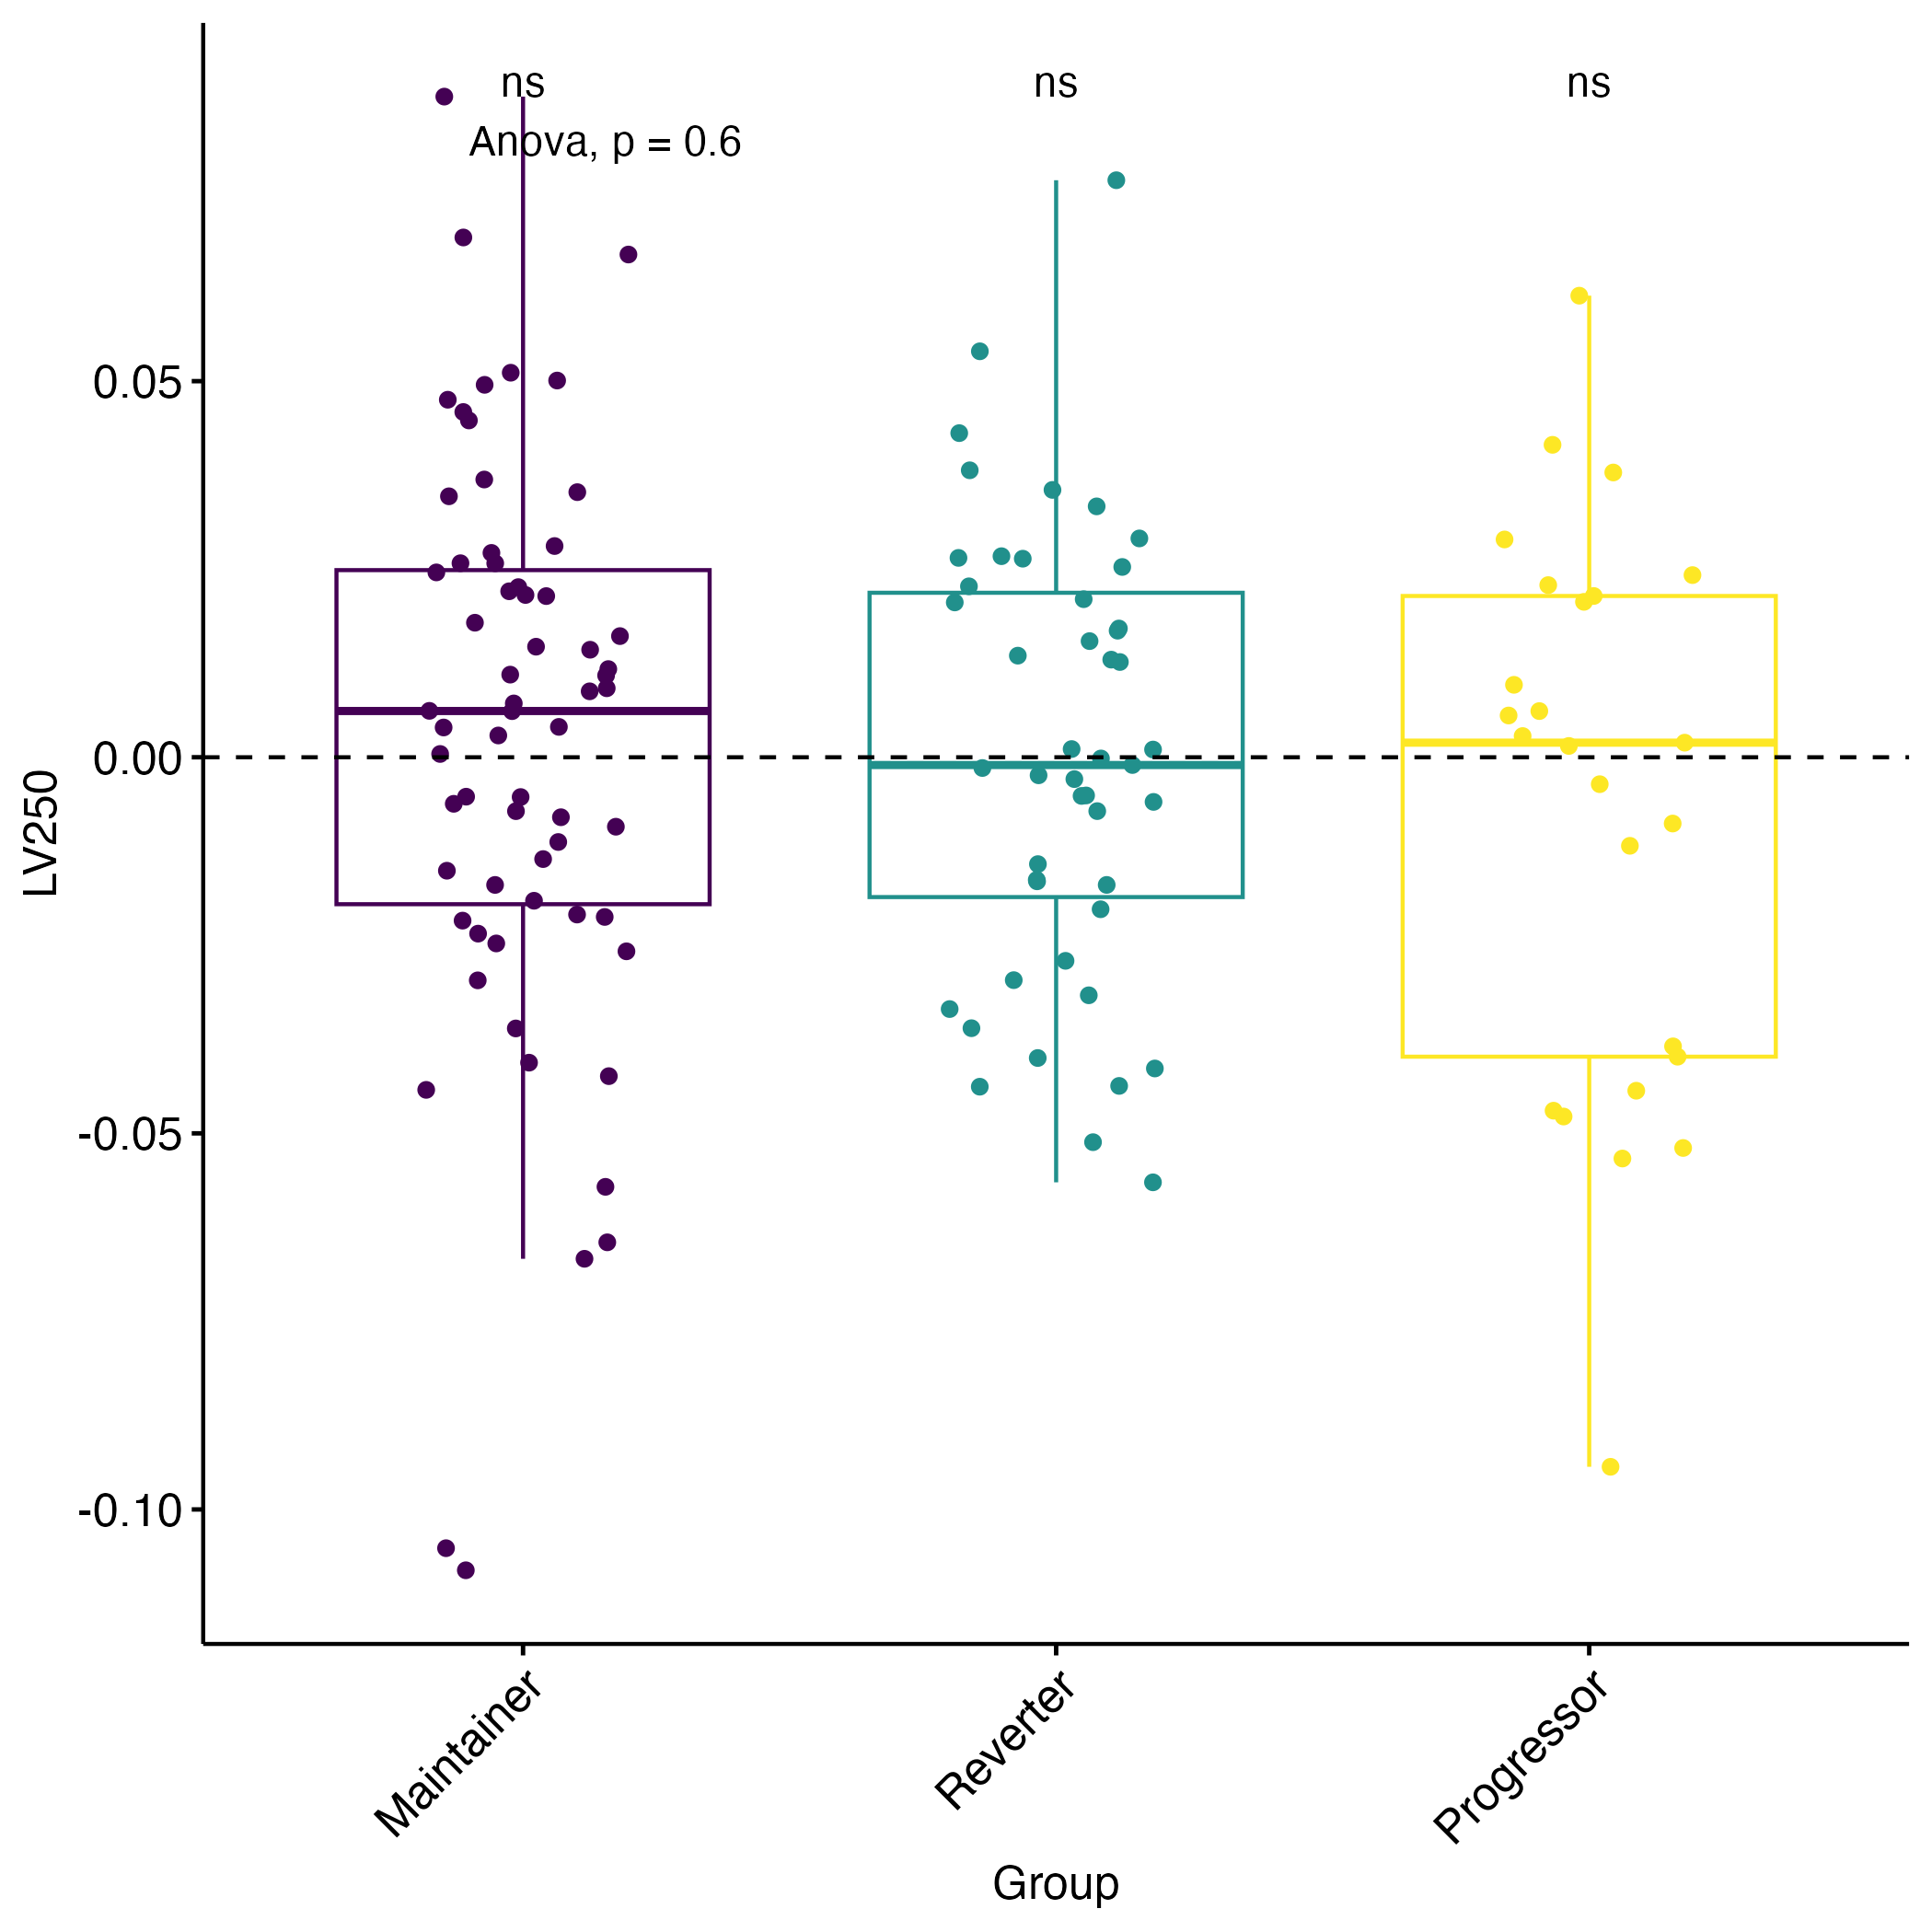 ns
ns
ns
Anova, p = 0.6
0.05
0.00
-0.05
-0.10
LV250
Maintainer
Reverter
Progressor
Group